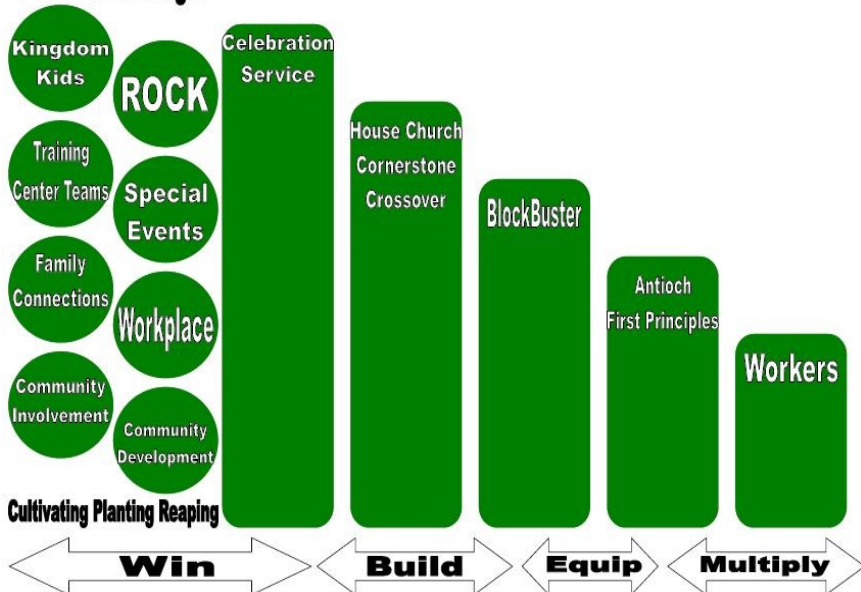 Kingdom
Kids
ROCK
Training
Center Teams
Special
Events
Family
Connections
Workplace
Community
Involvement
Community
Development
Cultivating Planting Reaping
Celebration
Service
House Church
Cornerstone
Crossover
BlockBuster
Antioch
First Principles
Workers
Win
Build
Equip
Multiply